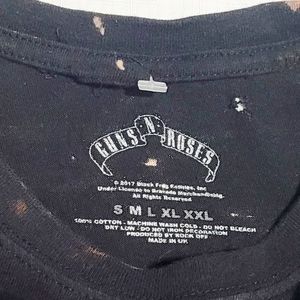 GUNS N' ROSES
© 2017 Black Frog Entities, Inc
Under License to Bravado Merchandising.
All Rights Reserved
S M L XL XXL
100% COTTON - MACHINE WASH COLD - DO NOT BLEACH
DRY LOW - DO NOT IRON DECORATION
PRODUCED BY ROCK OFF
MADE IN UK